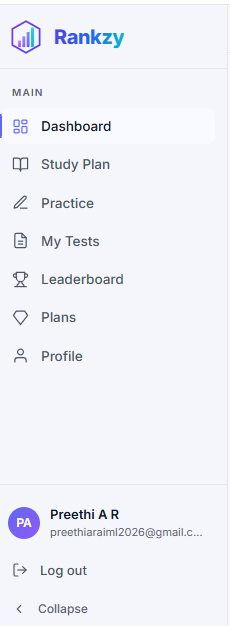 Rankzy
MAIN
Dashboard
Study Plan
Practice
My Tests
Leaderboard
Plans
Profile
PA
Preethi A R
preethiaraiml2026@gmail.c...
Log out
Collapse